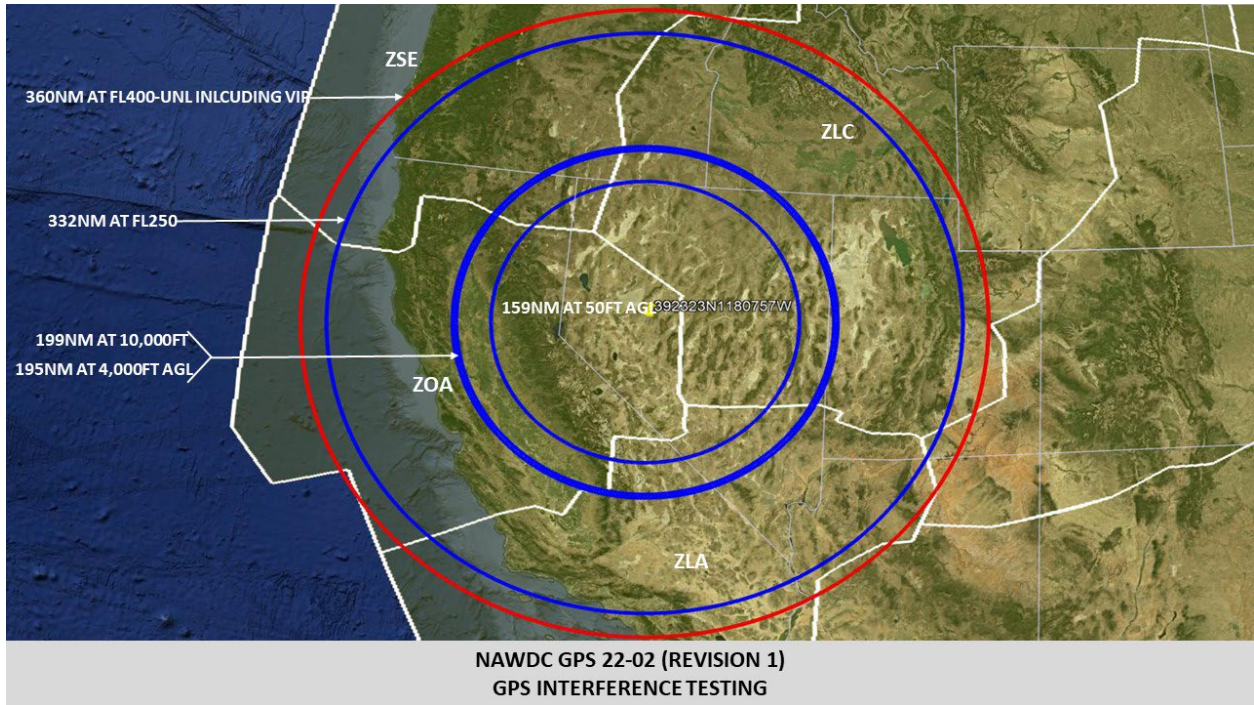 ZSE
360NM AT FL400-UNL INLCUDING VIP
ZLC
332NM AT FL250
159NM AT 50FT AGL
392323N1180757W
199NM AT 10,000FT
195NM AT 4,000FT AGL
ZOA
ZLA
NAWDC GPS 22-02 (REVISION 1)
GPS INTERFERENCE TESTING